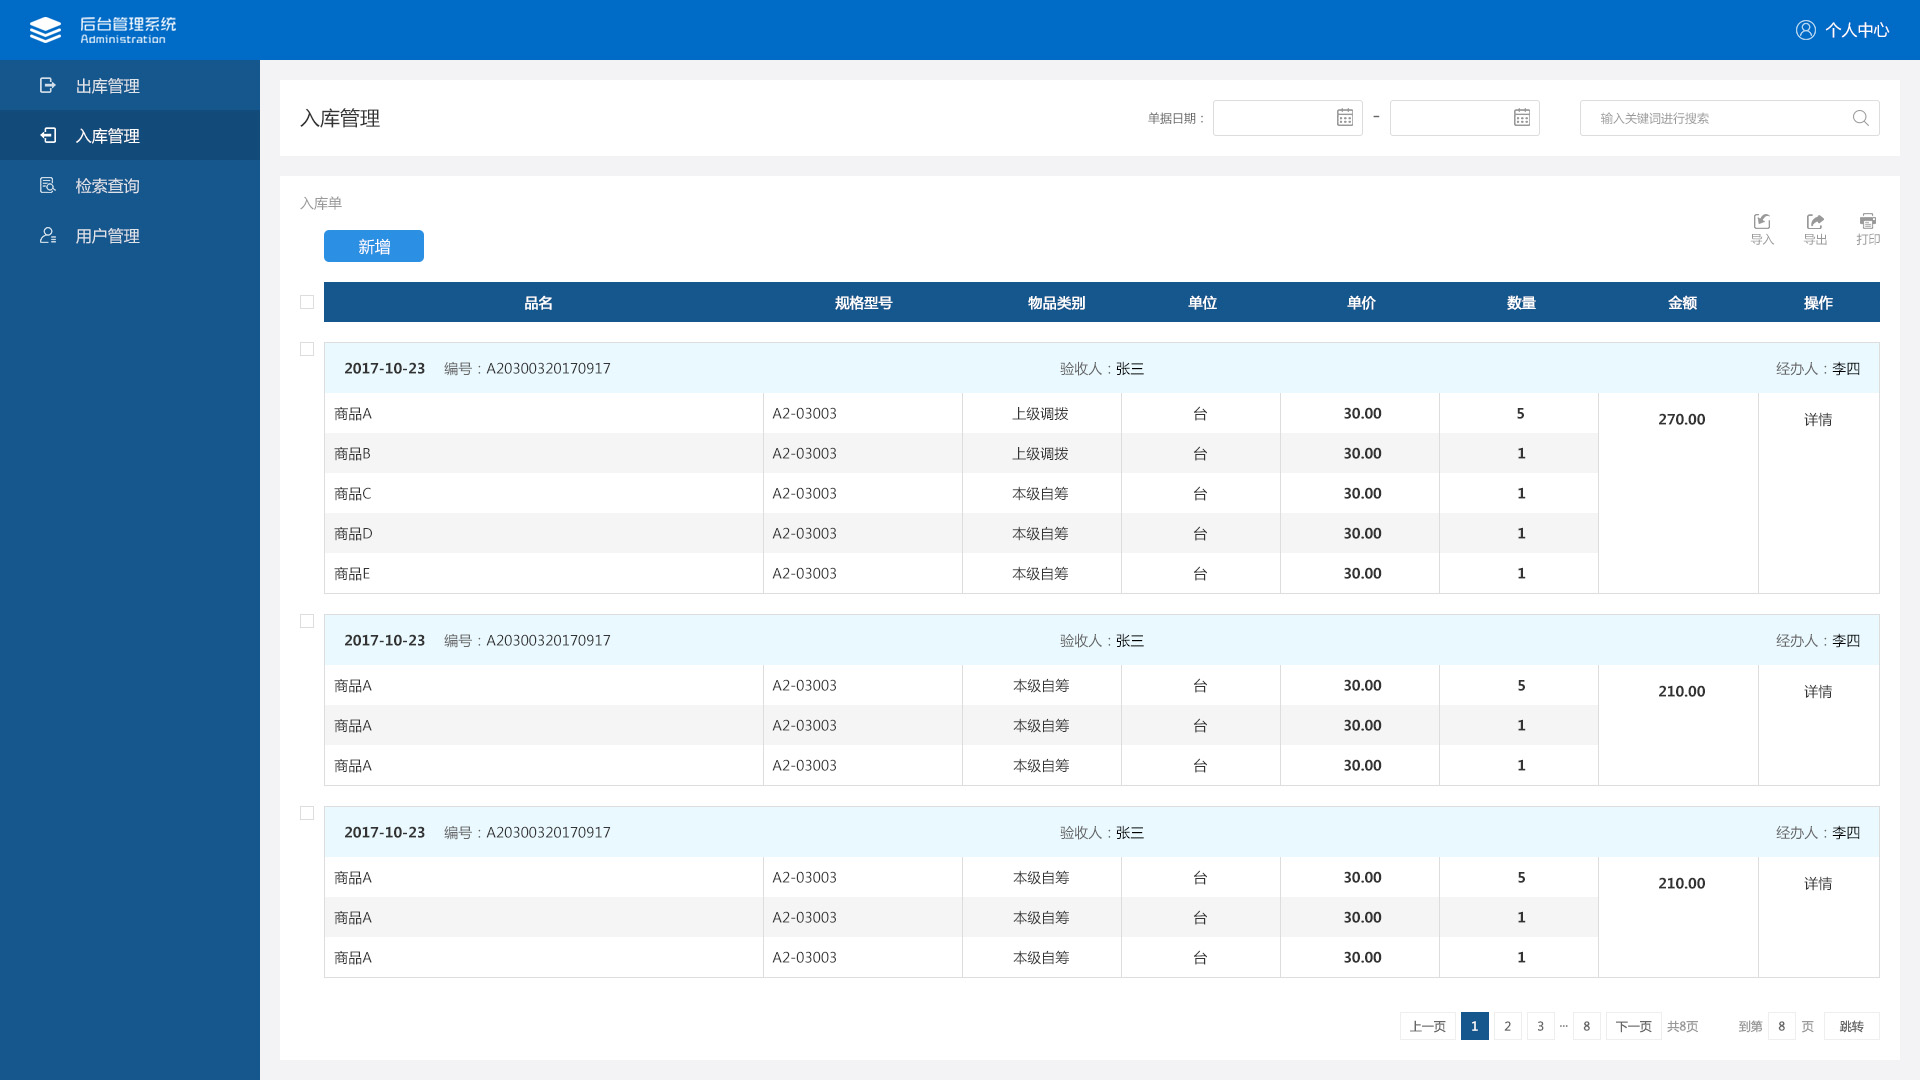 后台管理系统
Administration
个人中心
出库管理
入库管理
检索查询
用户管理
入库管理
单据日期：
-
输入关键词进行搜索
入库单
新增
导入 导出 打印
品名 规格型号 物品类别 单位 单价 数量 金额 操作
2017-10-23 编号：A20300320170917 验收人：张三 经办人：李四
商品A A2-03003 上级调拨 台 30.00 5 270.00 详情
商品B A2-03003 上级调拨 台 30.00 1
商品C A2-03003 本级自筹 台 30.00 1
商品D A2-03003 本级自筹 台 30.00 1
商品E A2-03003 本级自筹 台 30.00 1
2017-10-23 编号：A20300320170917 验收人：张三 经办人：李四
商品A A2-03003 本级自筹 台 30.00 5 210.00 详情
商品A A2-03003 本级自筹 台 30.00 1
商品A A2-03003 本级自筹 台 30.00 1
2017-10-23 编号：A20300320170917 验收人：张三 经办人：李四
商品A A2-03003 本级自筹 台 30.00 5 210.00 详情
商品A A2-03003 本级自筹 台 30.00 1
商品A A2-03003 本级自筹 台 30.00 1
上一页 1 2 3 ... 8 下一页 共8页 到第 8 页 跳转